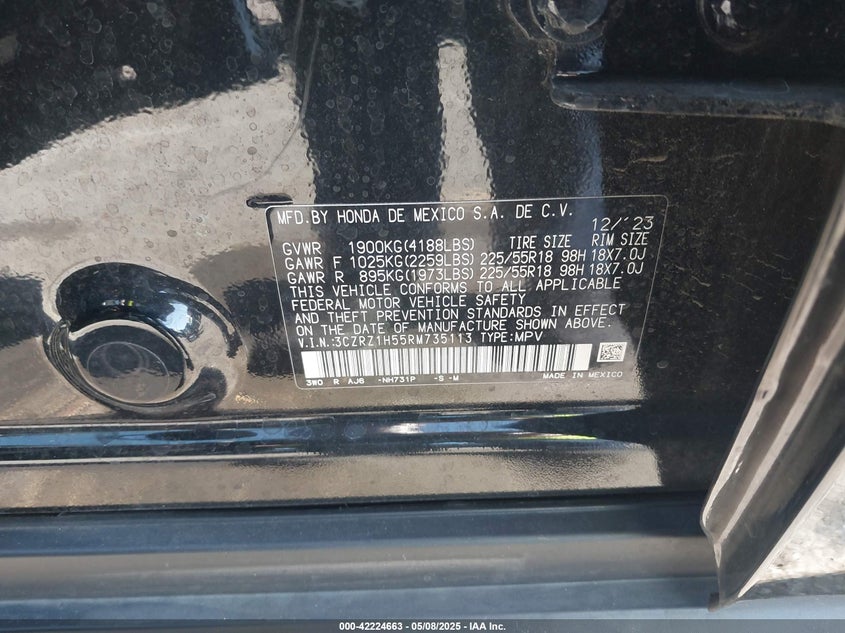 MFD.BY HONDA DE MEXICO S.A. DE C.V. 12/'23
GVWR 1900KG(4188LBS) TIRE SIZE RIM SIZE
GAWR F 1025KG(2259LBS) 225/55R18 98H 18X7.0J
GAWR R 895KG(1973LBS) 225/55R18 98H 18X7.0J
THIS VEHICLE CONFORMS TO ALL APPLICABLE
FEDERAL MOTOR VEHICLE SAFETY
AND THEFT PREVENTION STANDARDS IN EFFECT
ON THE DATE OF MANUFACTURE SHOWN ABOVE.
V.I.N.:3CZRZ1H55RM735113 TYPE:MPV
3W0 R AJ6 -NH731P -S -M MADE IN MEXICO
000-42224663 - 05/08/2025 - IAA Inc.